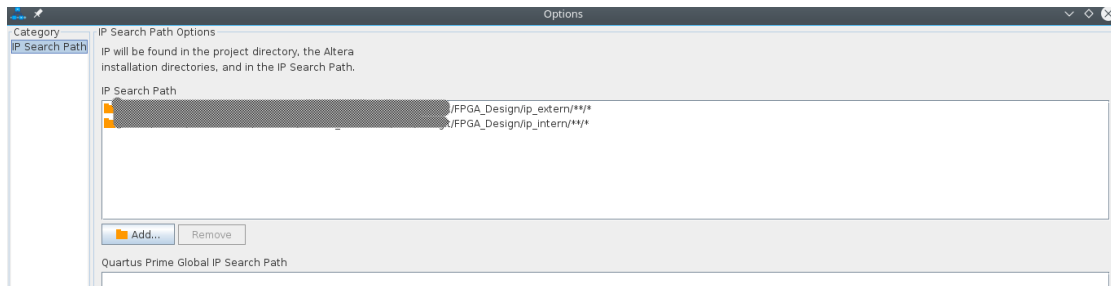 Options
Category
IP Search Path
IP Search Path Options
IP will be found in the project directory, the Altera
installation directories, and in the IP Search Path.
IP Search Path
/FPGA_Design/ip_extern/**/*
/FPGA_Design/ip_intern/**/*
Add...
Remove
Quartus Prime Global IP Search Path